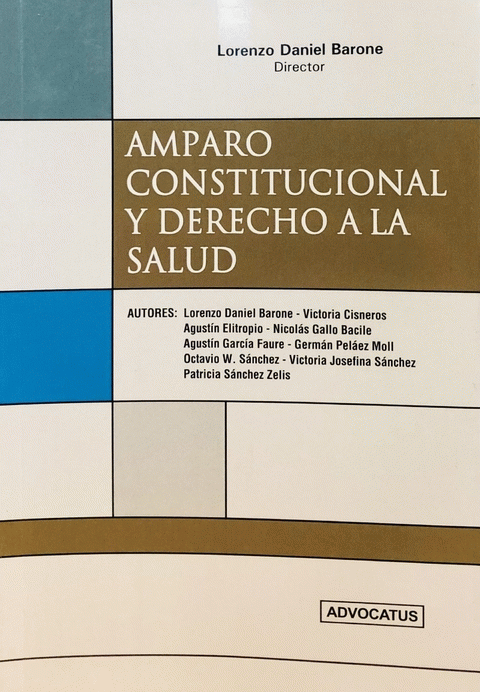 Lorenzo Daniel Barone
Director
AMPARO
CONSTITUCIONAL
Y DERECHO A LA
SALUD
AUTORES: Lorenzo Daniel Barone - Victoria Cisneros
Agustín Elitropio - Nicolás Gallo Bacile
Agustín García Faure - Germán Peláez Moll
Octavio W. Sánchez - Victoria Josefina Sánchez
Patricia Sánchez Zelis
ADVOCATUS